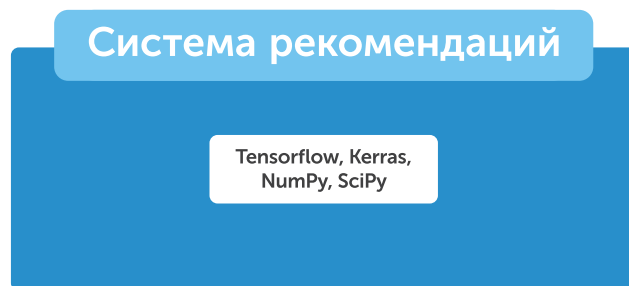 Система рекомендаций
Tensorflow, Kerras,
NumPy, SciPy